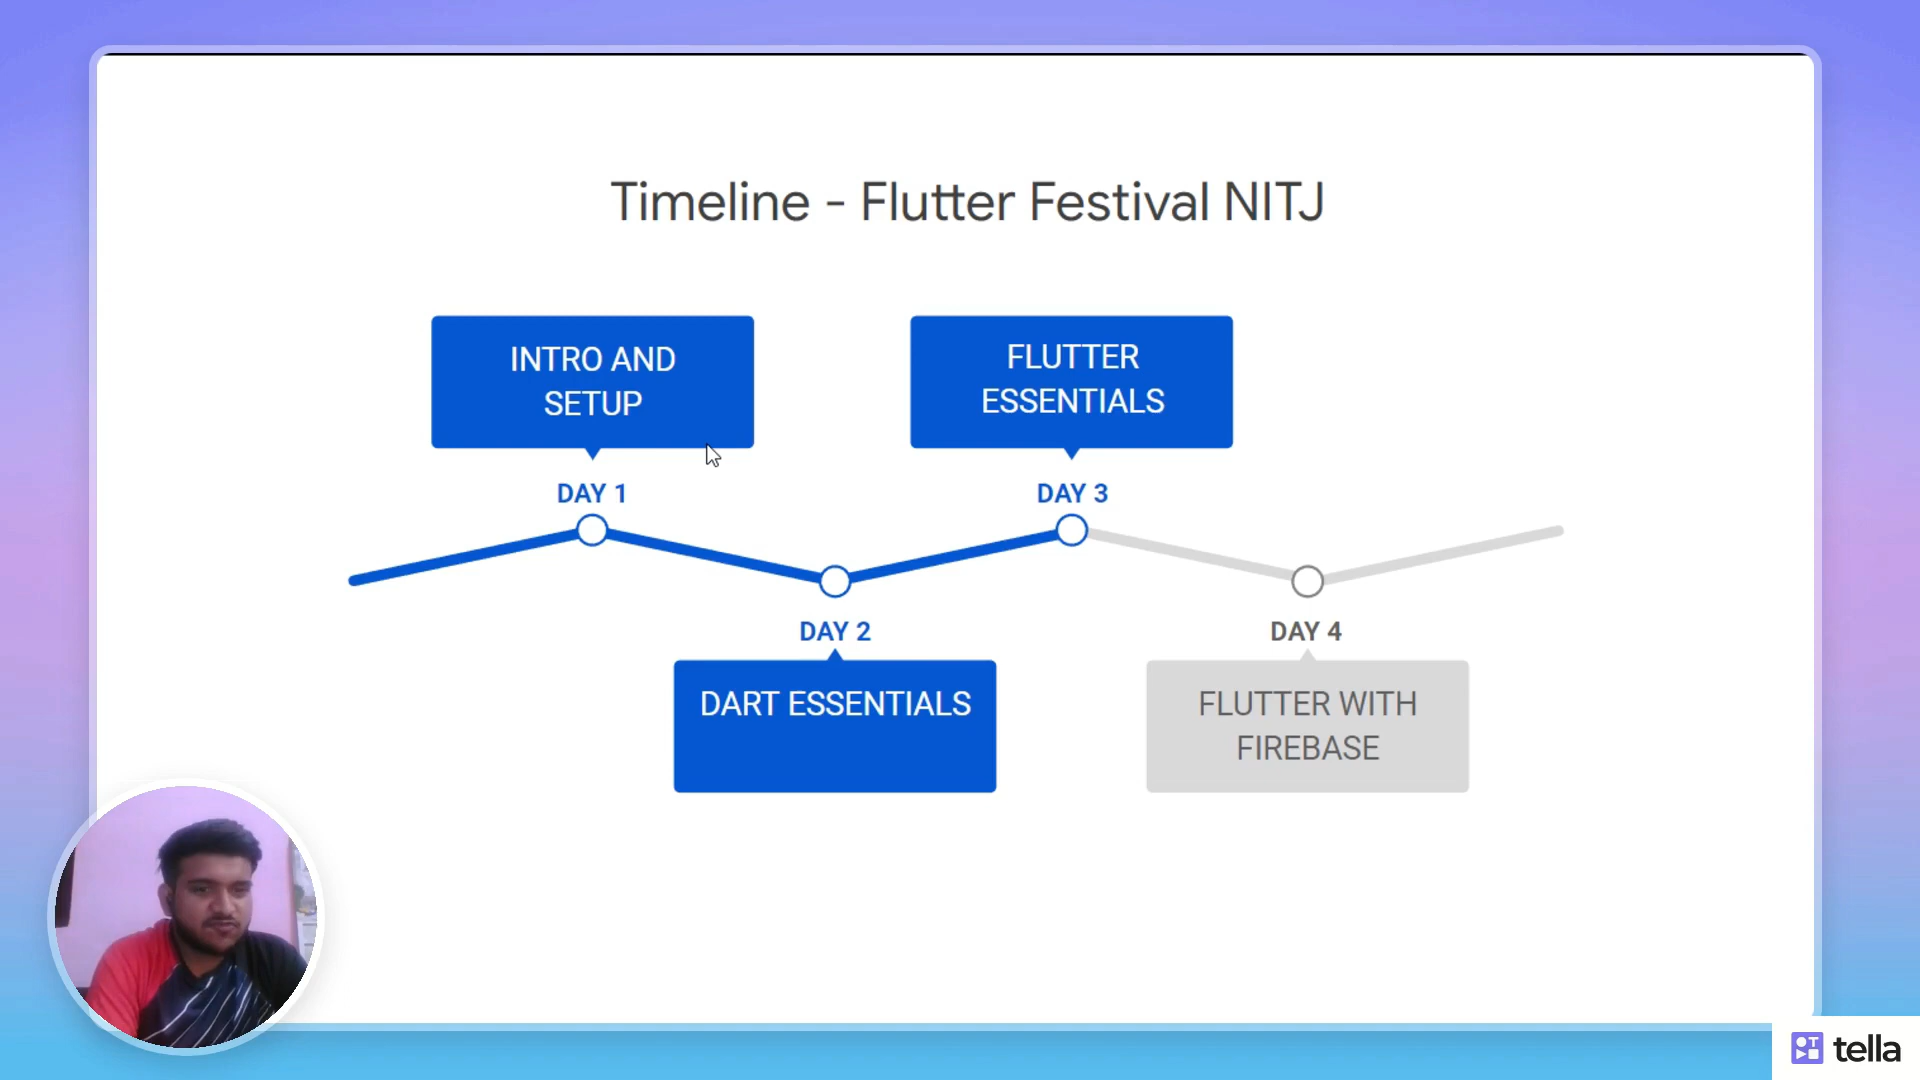 Timeline - Flutter Festival NITJ
INTRO AND
SETUP
FLUTTER
ESSENTIALS
DAY 1
DAY 3
DAY 2
DAY 4
DART ESSENTIALS
FLUTTER WITH
FIREBASE
tella